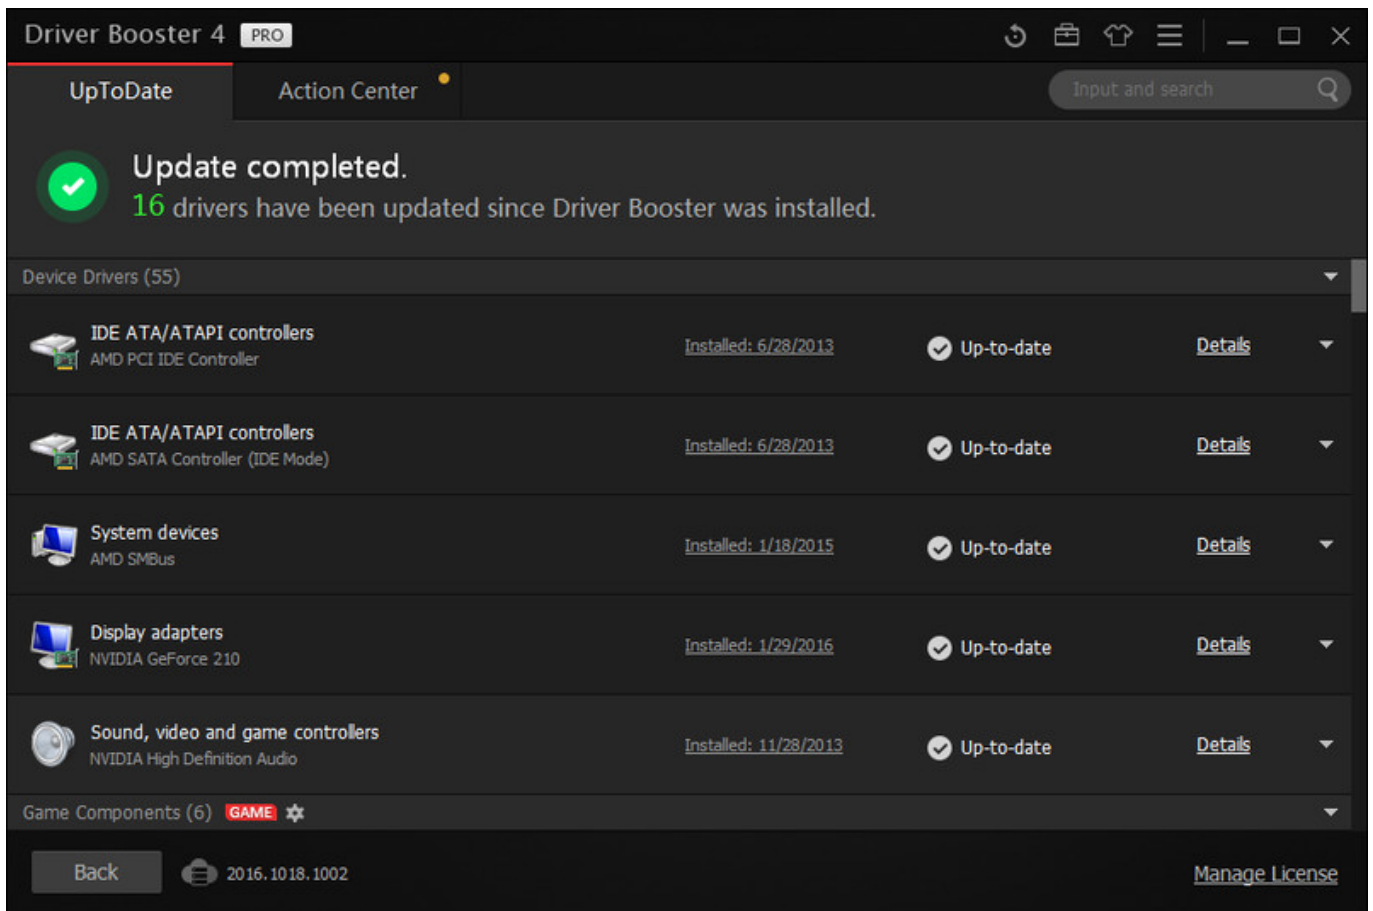 Driver Booster 4 PRO
UpToDate
Action Center
Input and search
Update completed.
16 drivers have been updated since Driver Booster was installed.
Device Drivers (55)
IDE ATA/ATAPI controllers
AMD PCI IDE Controller
Installed: 6/28/2013
Up-to-date
Details
IDE ATA/ATAPI controllers
AMD SATA Controller (IDE Mode)
Installed: 6/28/2013
Up-to-date
Details
System devices
AMD SMBus
Installed: 1/18/2015
Up-to-date
Details
Display adapters
NVIDIA GeForce 210
Installed: 1/29/2016
Up-to-date
Details
Sound, video and game controllers
NVIDIA High Definition Audio
Installed: 11/28/2013
Up-to-date
Details
Game Components (6) GAME
Back
2016.1018.1002
Manage License